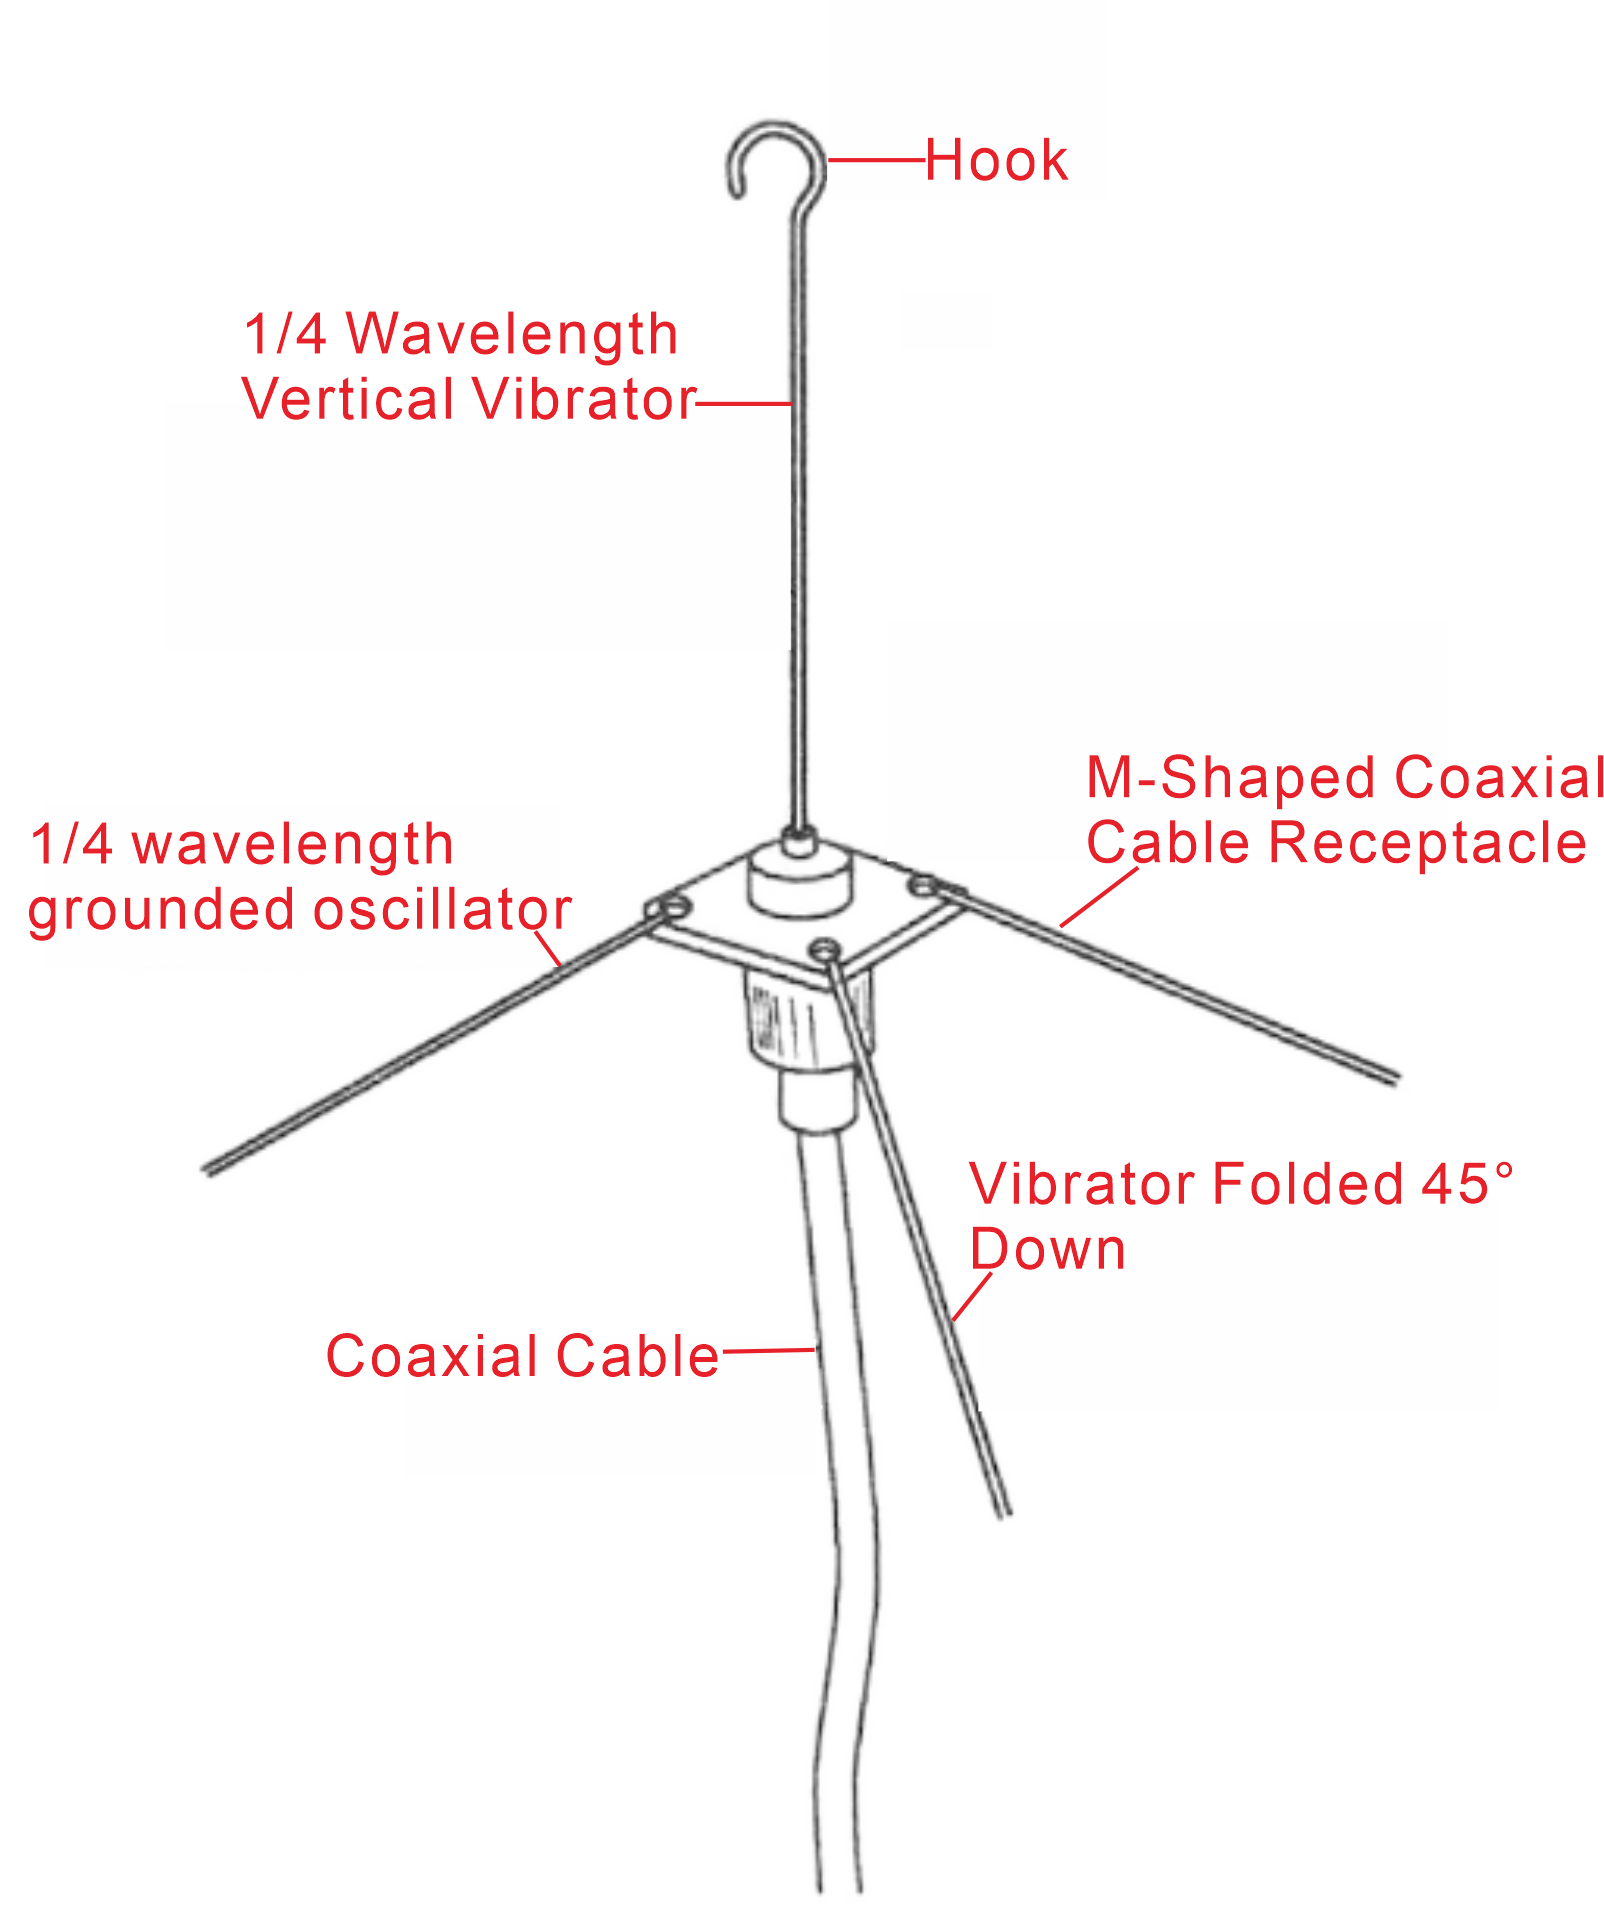 Hook
1/4 Wavelength
Vertical Vibrator
M-Shaped Coaxial
Cable Receptacle
1/4 wavelength
grounded oscillator
Vibrator Folded 45°
Down
Coaxial Cable